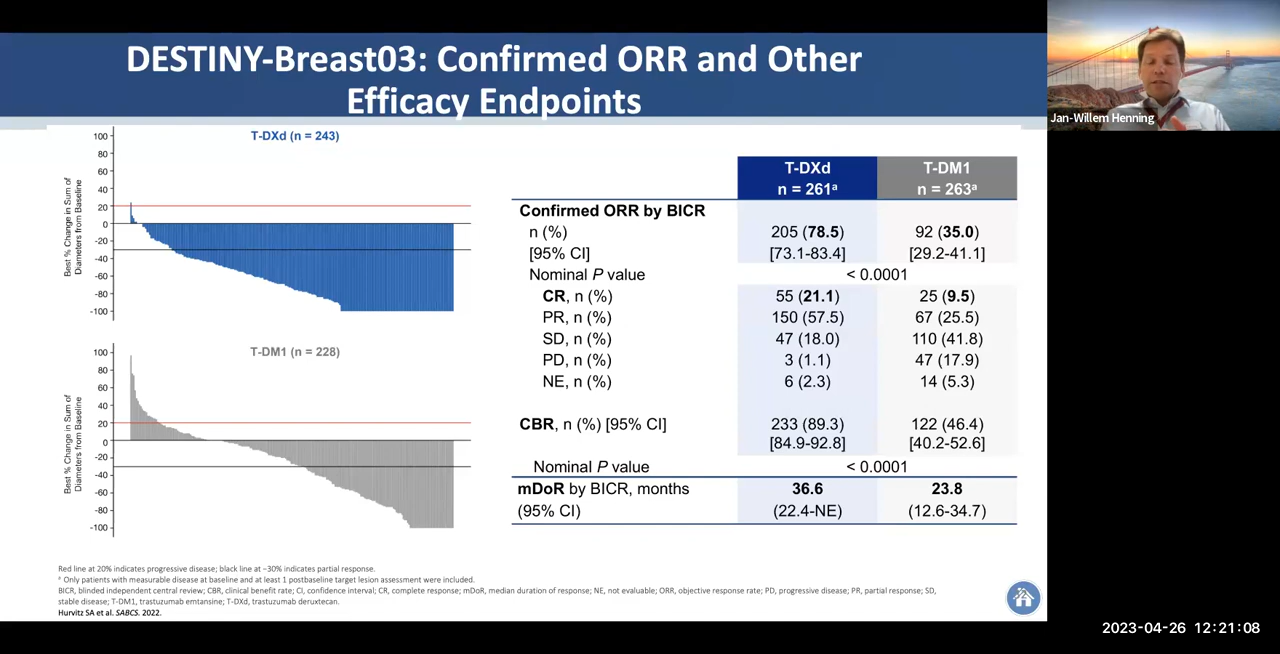 DESTINY-Breast03: Confirmed ORR and Other
Efficacy Endpoints
Jan-Willem Henning
T-DXd (n = 243)
Best % Change in Sum of
Diameters from Baseline
100
80
60
40
20
0
-20
-40
-60
-80
-100
T-DM1 (n = 228)
Best % Change in Sum of
Diameters from Baseline
100
80
60
40
20
0
-20
-40
-60
-80
-100
T-DXd T-DM1
n = 261ᵃ n = 263ᵃ
Confirmed ORR by BICR
n (%) 205 (78.5) 92 (35.0)
[95% CI] [73.1-83.4] [29.2-41.1]
Nominal P value < 0.0001
CR, n (%) 55 (21.1) 25 (9.5)
PR, n (%) 150 (57.5) 67 (25.5)
SD, n (%) 47 (18.0) 110 (41.8)
PD, n (%) 3 (1.1) 47 (17.9)
NE, n (%) 6 (2.3) 14 (5.3)
CBR, n (%) [95% CI] 233 (89.3) 122 (46.4)
[84.9-92.8] [40.2-52.6]
Nominal P value < 0.0001
mDoR by BICR, months 36.6 23.8
(95% CI) (22.4-NE) (12.6-34.7)
Red line at 20% indicates progressive disease; black line at −30% indicates partial response.
ᵃ Only patients with measurable disease at baseline and at least 1 postbaseline target lesion assessment were included.
BICR, blinded independent central review; CBR, clinical benefit rate; CI, confidence interval; CR, complete response; mDoR, median duration of response; NE, not evaluable; ORR, objective response rate; PD, progressive disease; PR, partial response; SD,
stable disease; T-DM1, trastuzumab emtansine; T-DXd, trastuzumab deruxtecan.
Hurvitz SA et al. SABCS. 2022.
2023-04-26 12:21:08